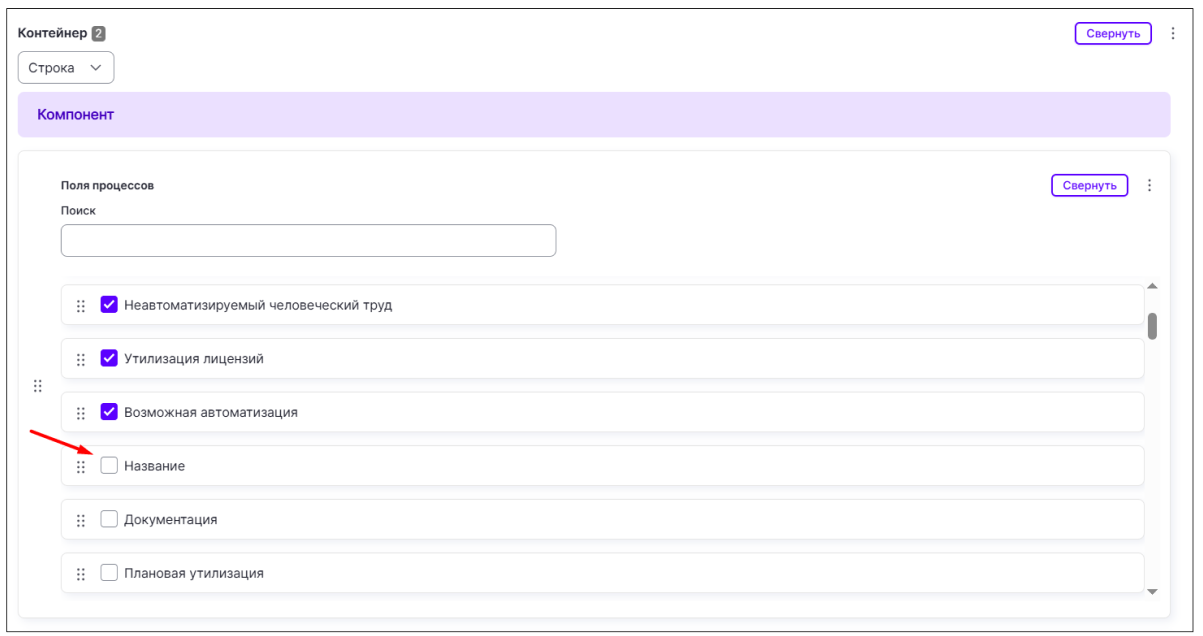 Контейнер 2
Свернуть
Строка
Компонент
Поля процессов
Свернуть
Поиск
Неавтоматизируемый человеческий труд
Утилизация лицензий
Возможная автоматизация
Название
Документация
Плановая утилизация